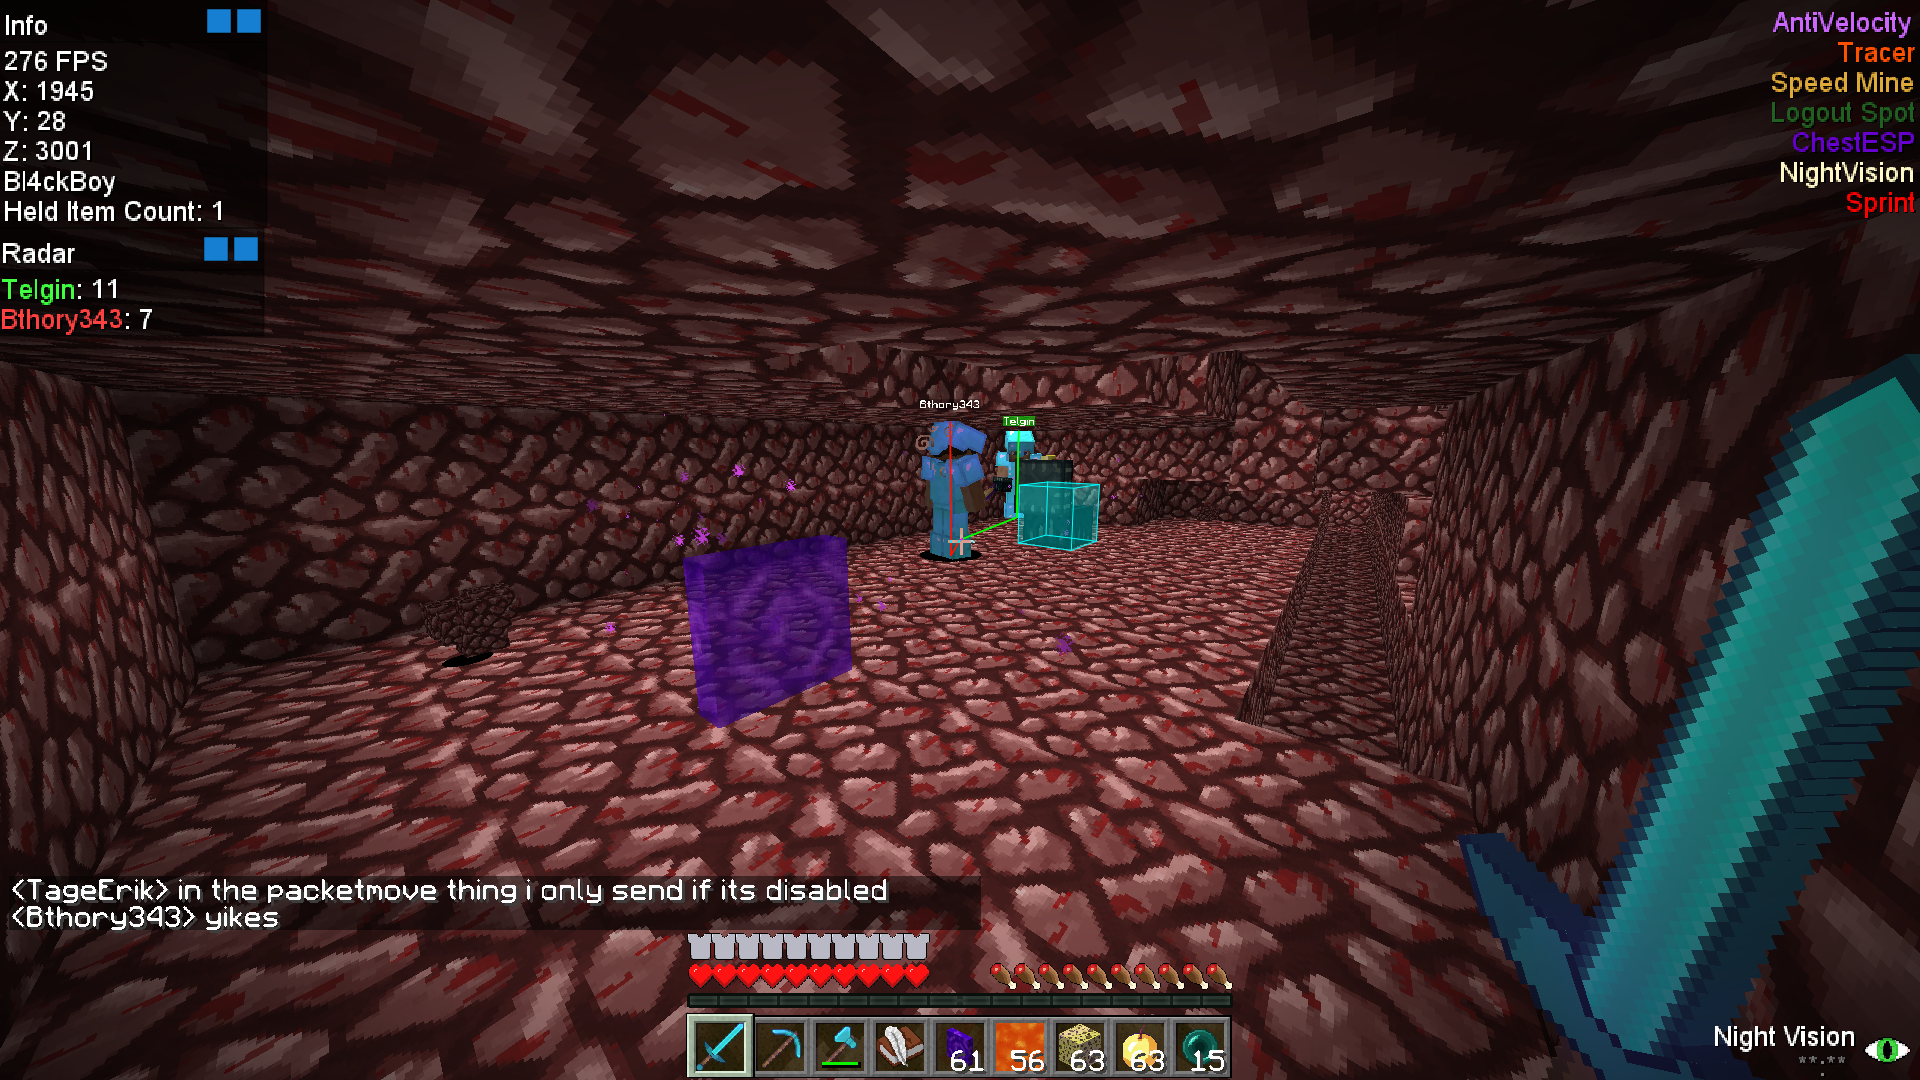 Info
276 FPS
X: 1945
Y: 28
Z: 3001
Bl4ckBoy
Held Item Count: 1
Radar
Telgin: 11
Bthory343: 7
AntiVelocity
Tracer
Speed Mine
Logout Spot
ChestESP
NightVision
Sprint
Bthory343
Telgin
<TageErik> in the packetmove thing i only send if its disabled
<Bthory343> yikes
61 56 63 63 15
Night Vision
**:**